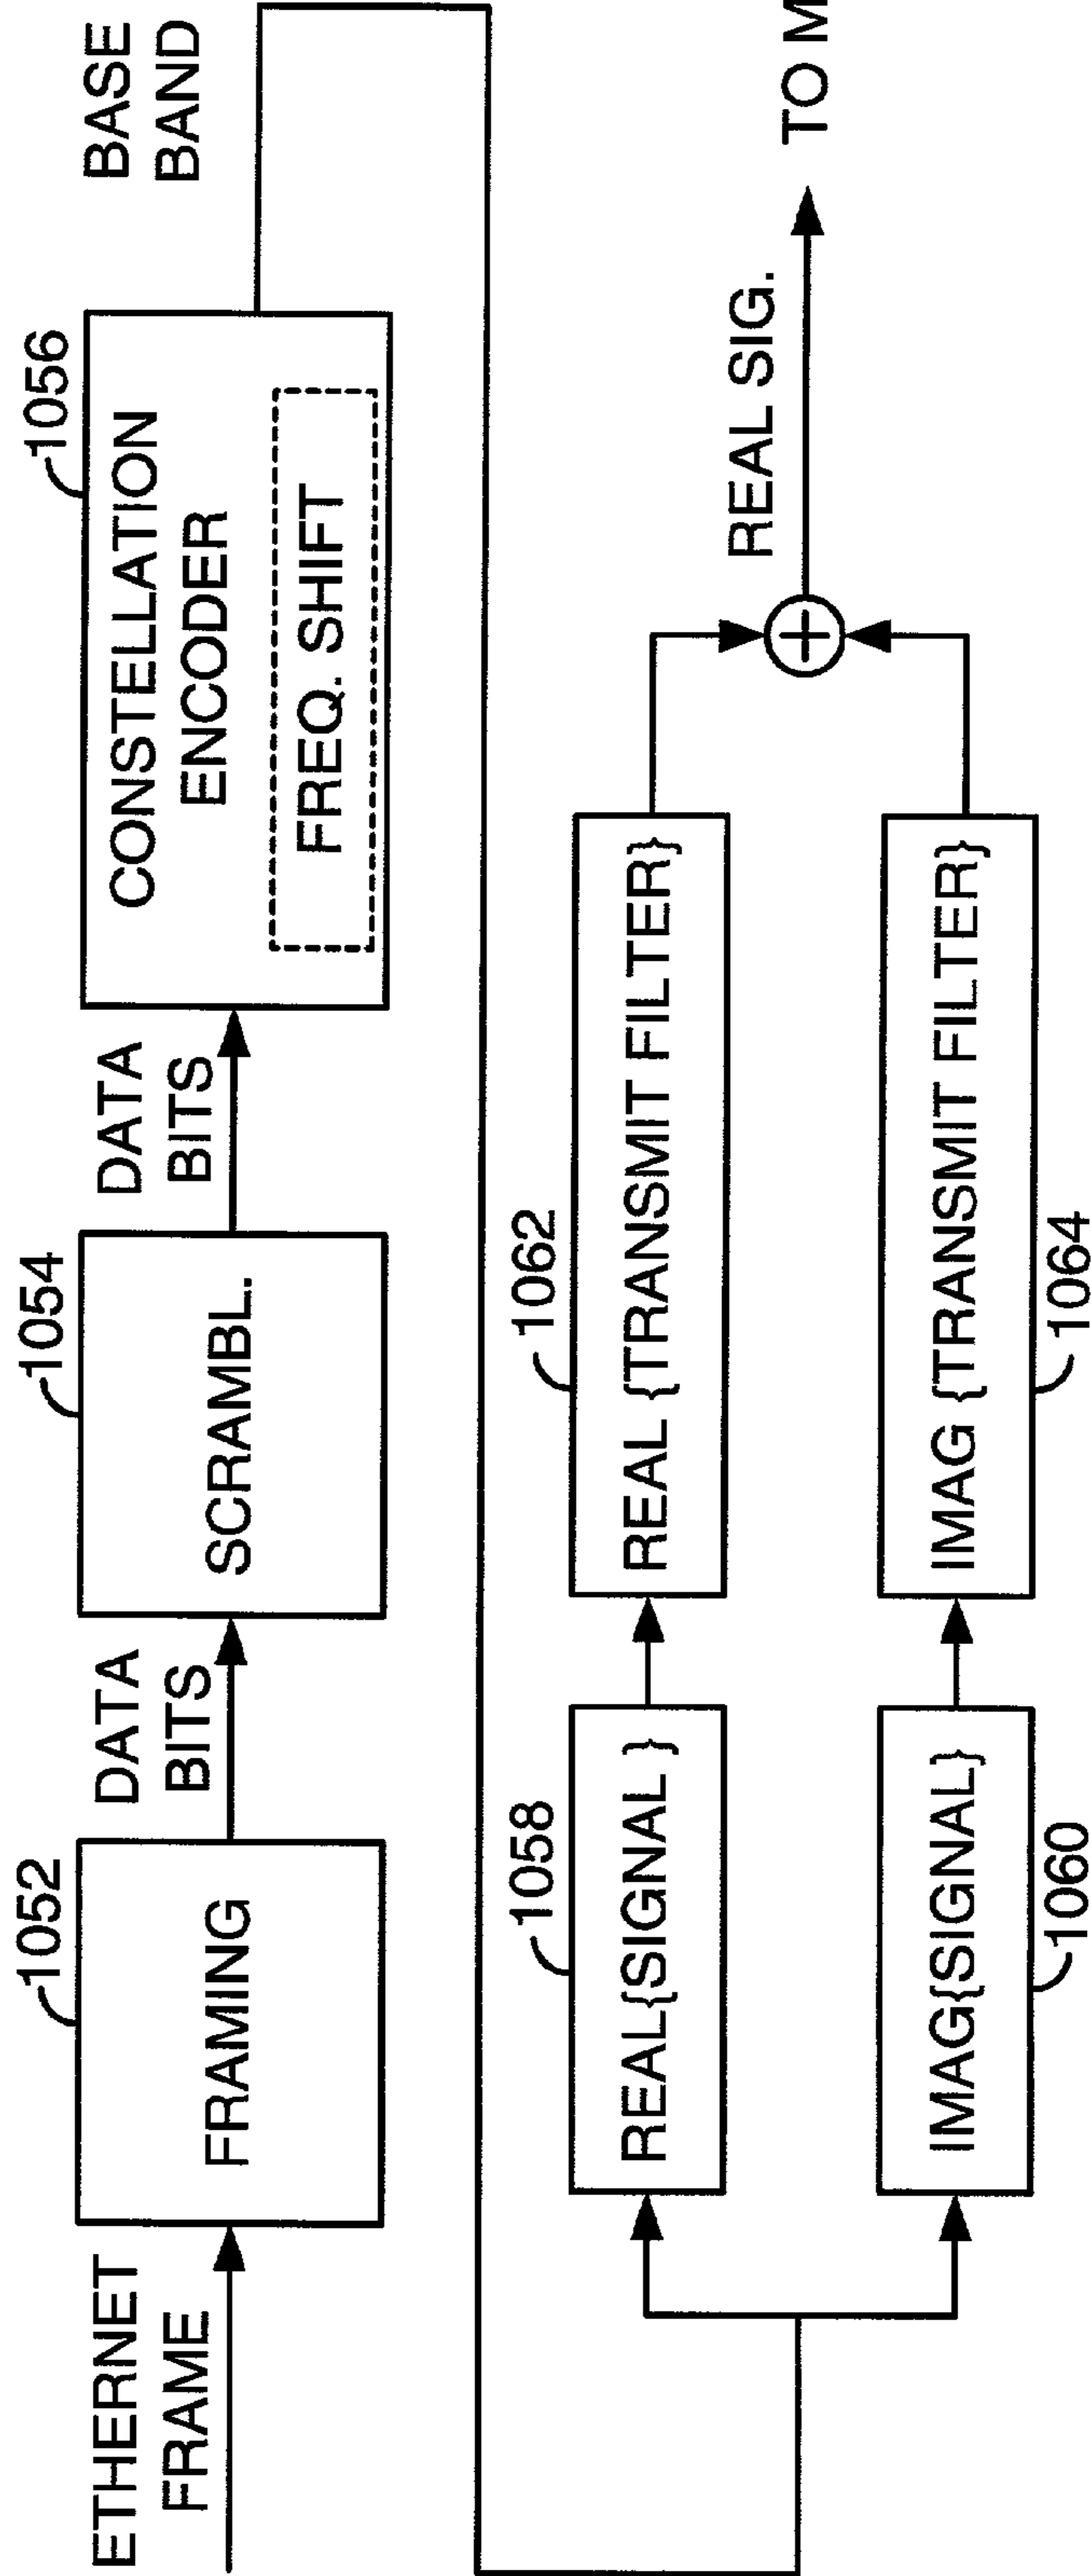 ETHERNET
FRAME
1052
FRAMING
DATA
BITS
1054
SCRAMBL.
DATA
BITS
1056
CONSTELLATION
ENCODER
FREQ. SHIFT
BASE
BAND
1058
REAL{SIGNAL }
1062
REAL {TRANSMIT FILTER}
1060
IMAG{SIGNAL}
1064
IMAG {TRANSMIT FILTER}
REAL SIG.
TO M